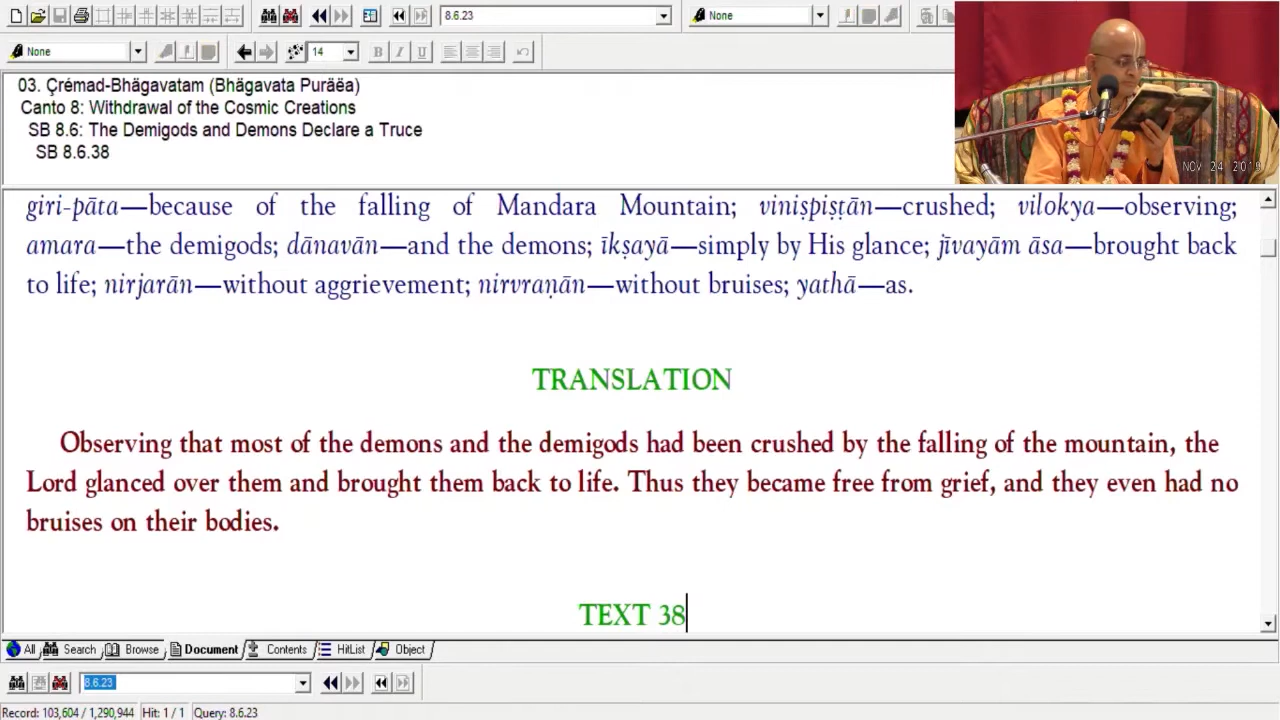 8.6.23 None
None 14 B I U
03. Çrémad-Bhägavatam (Bhägavata Puräëa)
Canto 8: Withdrawal of the Cosmic Creations
SB 8.6: The Demigods and Demons Declare a Truce
SB 8.6.38
NOV 24 2019
giri-pāta—because of the falling of Mandara Mountain; viniṣpiṣṭān—crushed; vilokya—observing;
amara—the demigods; dānavān—and the demons; īkṣayā—simply by His glance; jīvayām āsa—brought back
to life; nirjarān—without aggrievement; nirvraṇān—without bruises; yathā—as.
TRANSLATION
Observing that most of the demons and the demigods had been crushed by the falling of the mountain, the
Lord glanced over them and brought them back to life. Thus they became free from grief, and they even had no
bruises on their bodies.
TEXT 38
All Search Browse Document Contents HitList Object
8.6.23
Record: 103,604 / 1,290,944 Hit: 1 / 1 Query: 8.6.23